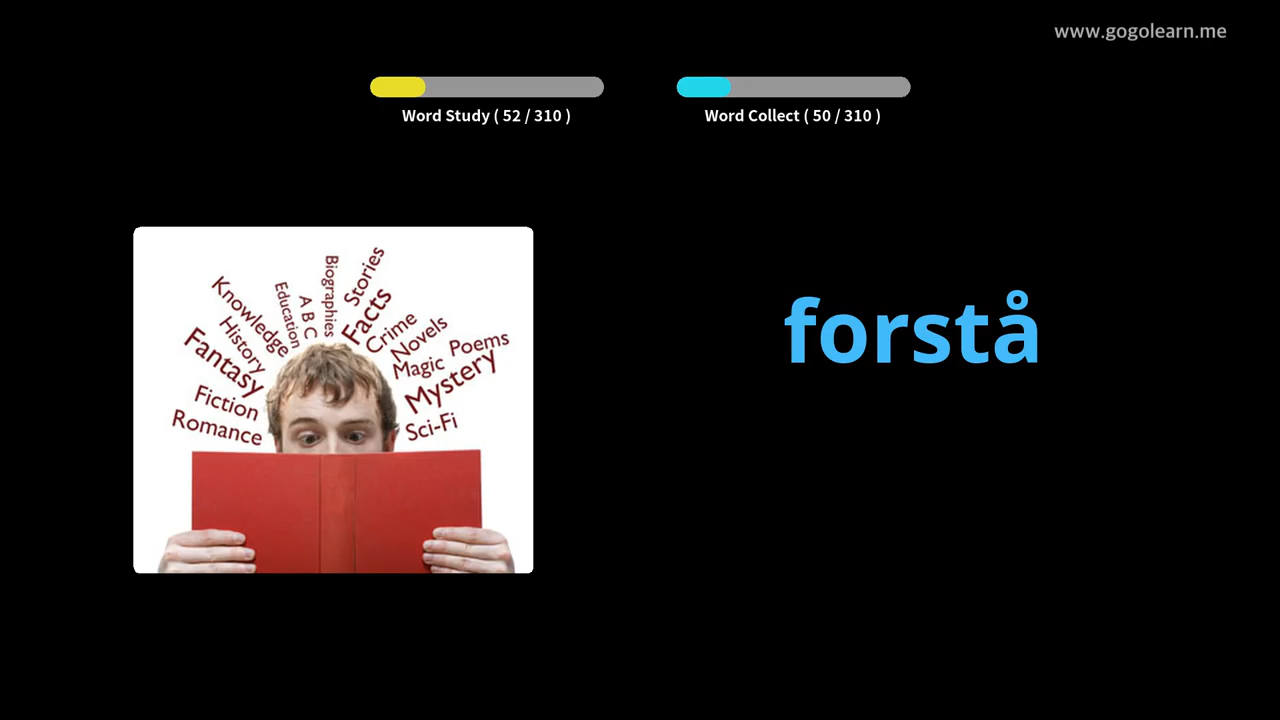 www.gogolearn.me
Word Study ( 52 / 310 )
Word Collect ( 50 / 310 )
Biographies
Stories
Education
A B C
Facts
Knowledge
Crime
History
Novels
Fantasy
Magic
Poems
Mystery
Fiction
Romance
Sci-Fi
forstå